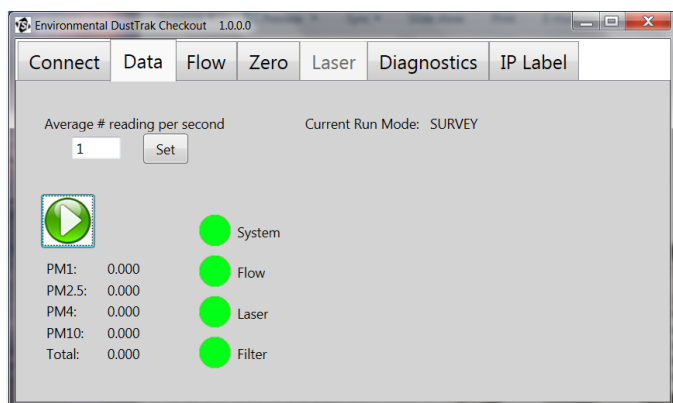 Environmental DustTrak Checkout 1.0.0.0
Connect Data Flow Zero Laser Diagnostics IP Label
Average # reading per second
Current Run Mode: SURVEY
1
Set
System
Flow
Laser
Filter
PM1: 0.000
PM2.5: 0.000
PM4: 0.000
PM10: 0.000
Total: 0.000